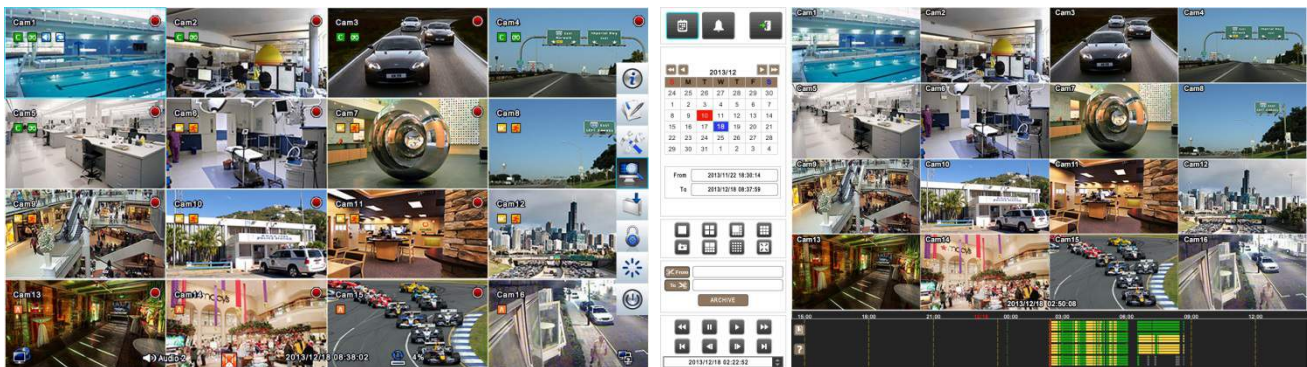 Cam1
Cam2
Cam3
Cam4
Cam5
Cam6
Cam7
Cam8
Cam9
Cam10
Cam11
Cam12
Cam13
Cam14
Cam15
Cam16
Audio-2
2013/12/18 08:38:02
4%
2013/12
S M T W T F S
24 25 26 27 28 29 30
1 2 3 4 5 6 7
8 9 10 11 12 13 14
15 16 17 18 19 20 21
22 23 24 25 26 27 28
29 30 31 1 2 3 4
From 2013/11/22 18:30:14
To 2013/12/18 08:37:59
From
To
ARCHIVE
2013/12/18 02:22:52
Cam1
Cam2
Cam3
Cam4
Cam5
Cam6
Cam7
Cam8
Cam9
Cam10
Cam11
Cam12
Cam13
Cam14
Cam15
Cam16
2013/12/18 02:50:08
15:00 18:00 21:00 00:00 03:00 06:00 09:00 12:00
?